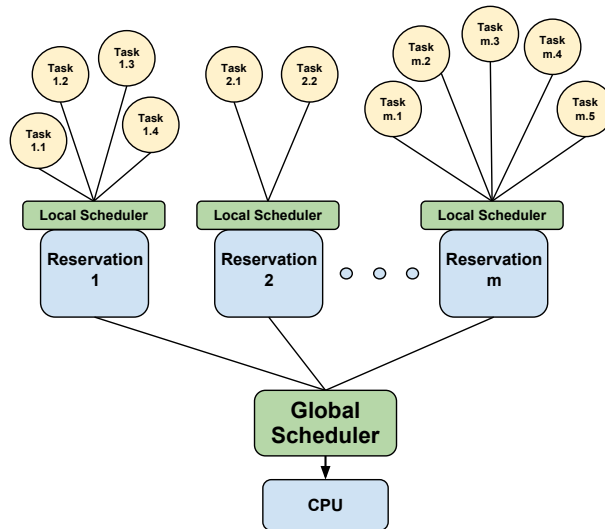 Task
1.1
Task
1.2
Task
1.3
Task
1.4
Task
2.1
Task
2.2
Task
m.1
Task
m.2
Task
m.3
Task
m.4
Task
m.5
Local Scheduler
Local Scheduler
Local Scheduler
Reservation
1
Reservation
2
Reservation
m
Global
Scheduler
CPU